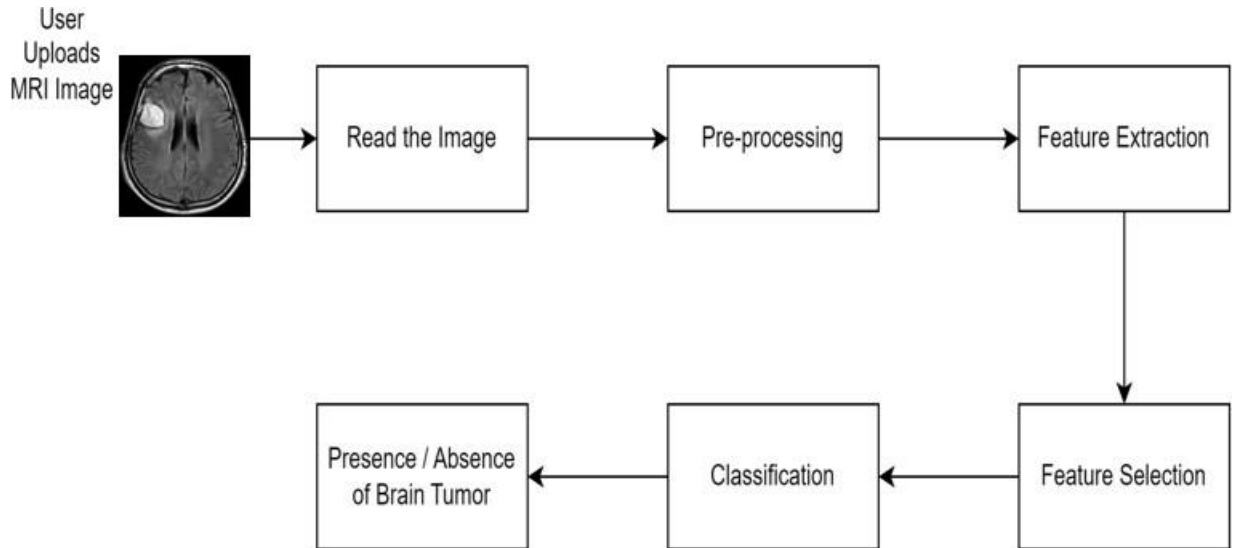 User
Uploads
MRI Image
Read the Image
Pre-processing
Feature Extraction
Presence / Absence
of Brain Tumor
Classification
Feature Selection